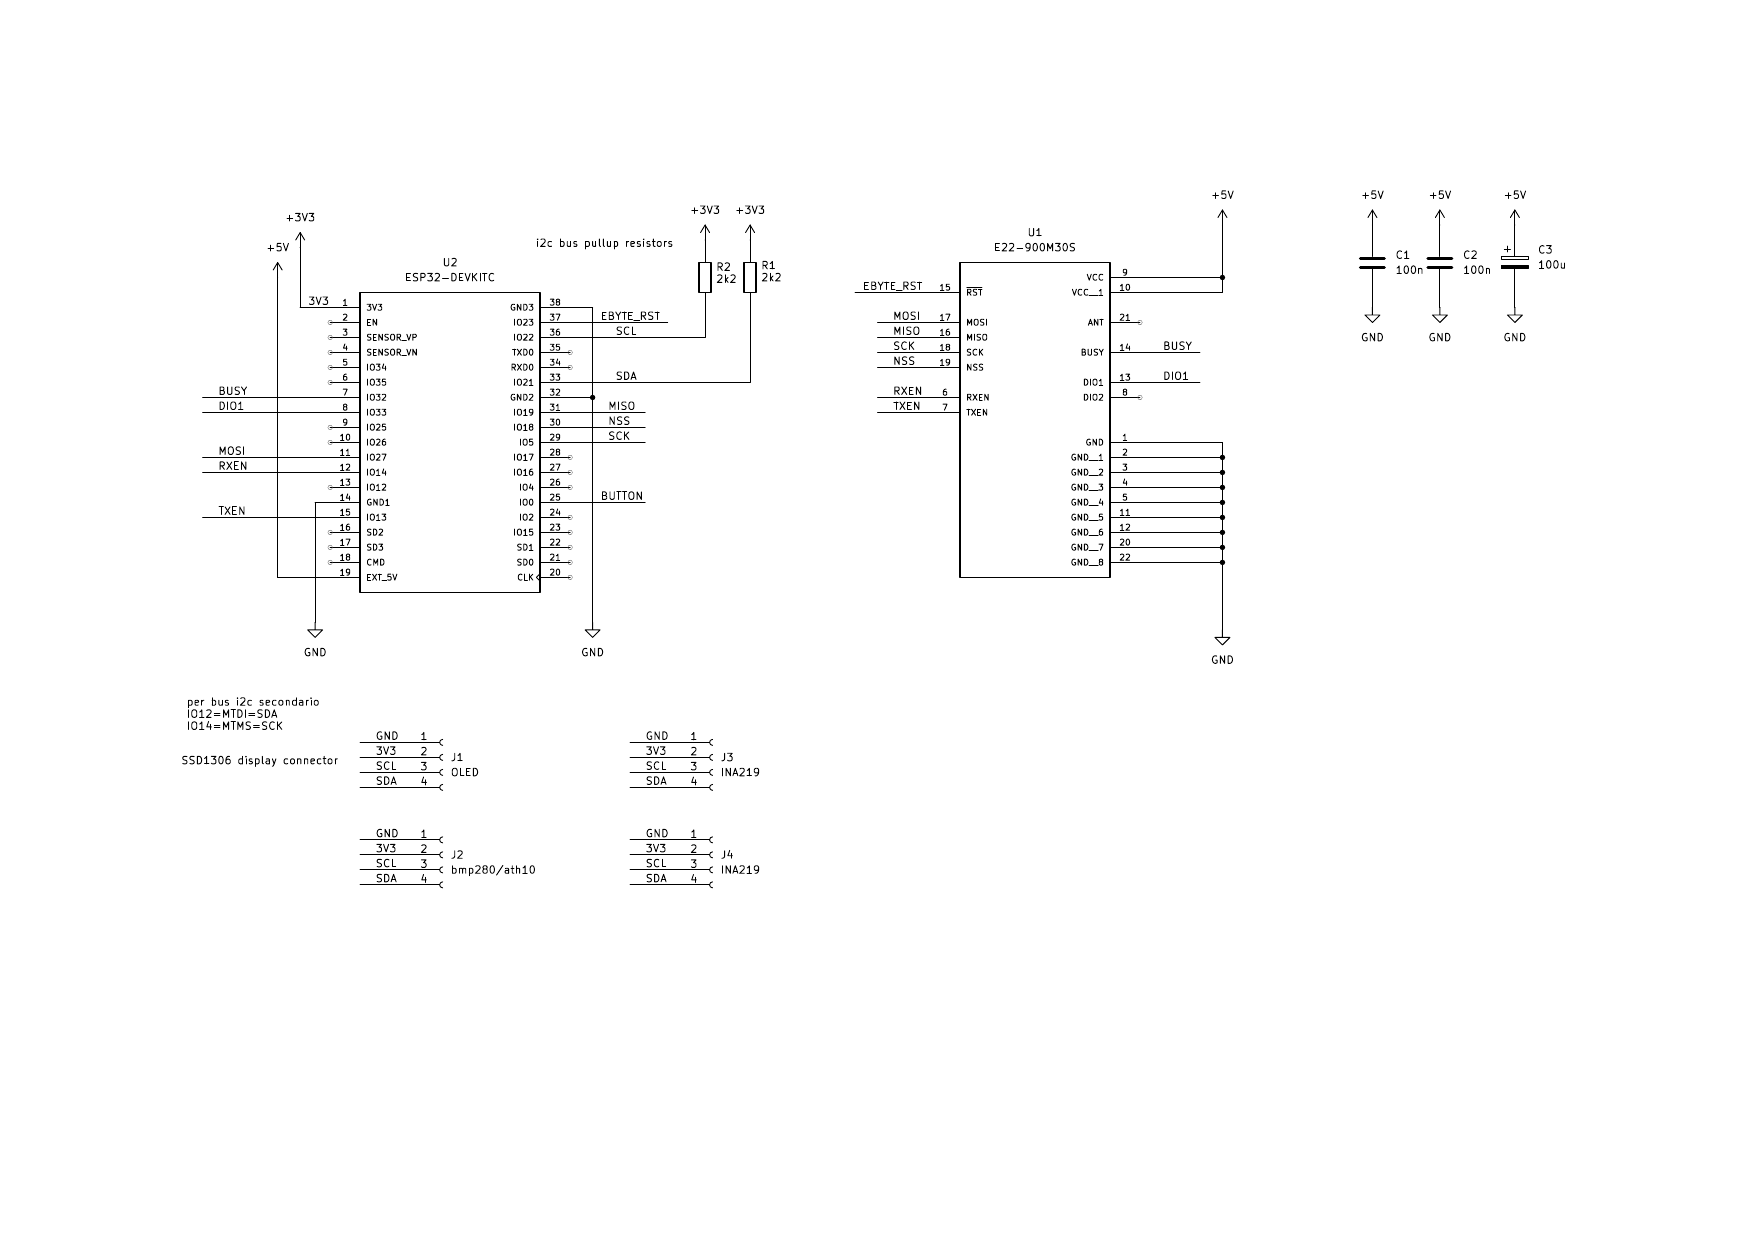 +3V3
+5V
U2
ESP32-DEVKITC
i2c bus pullup resistors
+3V3 +3V3
R2
2k2
R1
2k2
3V3 1 3V3
2 EN
3 SENSOR_VP
4 SENSOR_VN
5 IO34
6 IO35
BUSY 7 IO32
DIO1 8 IO33
9 IO25
10 IO26
MOSI 11 IO27
RXEN 12 IO14
13 IO12
14 GND1
TXEN 15 IO13
16 SD2
17 SD3
18 CMD
19 EXT_5V
GND3 38
IO23 37 EBYTE_RST
IO22 36 SCL
TXD0 35
RXD0 34
IO21 33 SDA
GND2 32
IO19 31 MISO
IO18 30 NSS
IO5 29 SCK
IO17 28
IO16 27
IO4 26
IO0 25 BUTTON
IO2 24
IO15 23
SD1 22
SD0 21
CLK 20
GND
GND
U1
E22-900M30S
+5V
EBYTE_RST 15 RST
MOSI 17 MOSI
MISO 16 MISO
SCK 18 SCK
NSS 19 NSS
RXEN 6 RXEN
TXEN 7 TXEN
VCC 9
VCC__1 10
ANT 21
BUSY 14 BUSY
DIO1 13 DIO1
DIO2 8
GND 1
GND__1 2
GND__2 3
GND__3 4
GND__4 5
GND__5 11
GND__6 12
GND__7 20
GND__8 22
GND
+5V +5V +5V
C1
100n
C2
100n
+
C3
100u
GND GND GND
per bus i2c secondario
IO12=MTDI=SDA
IO14=MTMS=SCK
SSD1306 display connector
GND 1
3V3 2
SCL 3
SDA 4
J1
OLED
GND 1
3V3 2
SCL 3
SDA 4
J3
INA219
GND 1
3V3 2
SCL 3
SDA 4
J2
bmp280/ath10
GND 1
3V3 2
SCL 3
SDA 4
J4
INA219